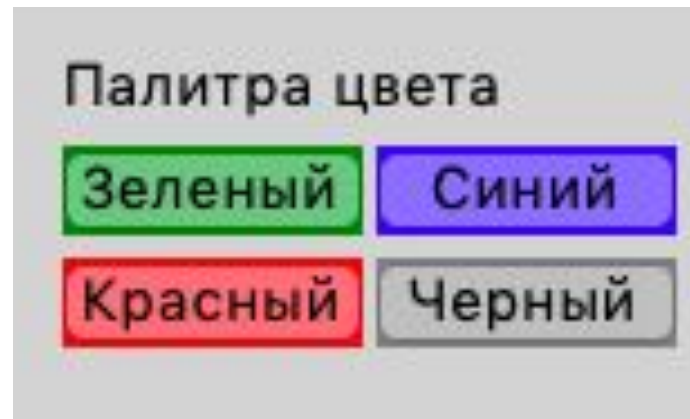 Палитра цвета
Зеленый Синий
Красный Черный